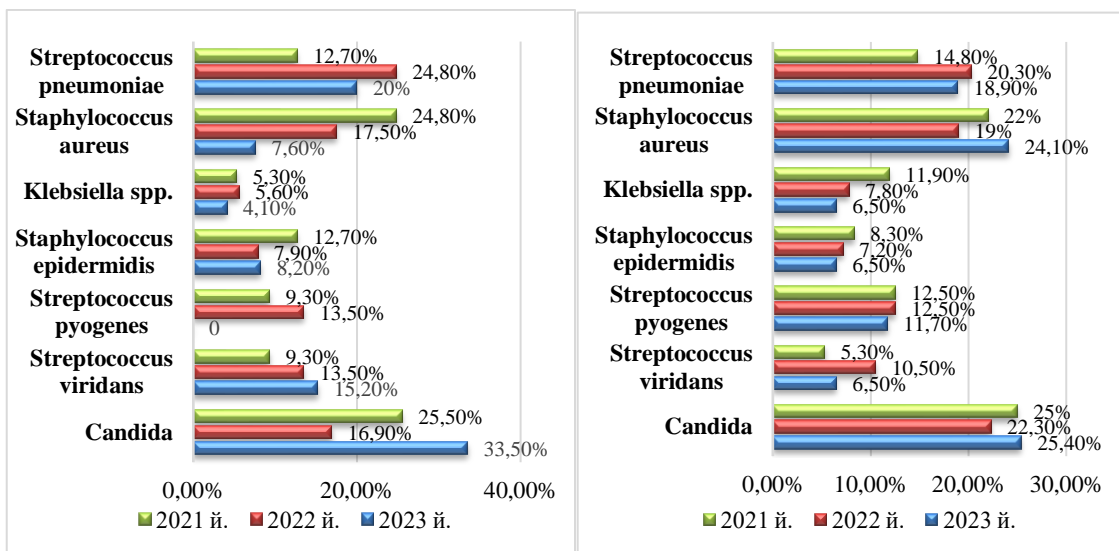 Streptococcus
pneumoniae
12,70%
24,80%
20%
Staphylococcus
aureus
24,80%
17,50%
7,60%
Klebsiella spp.
5,30%
5,60%
4,10%
Staphylococcus
epidermidis
12,70%
7,90%
8,20%
Streptococcus
pyogenes
9,30%
13,50%
0
Streptococcus
viridans
9,30%
13,50%
15,20%
Candida
25,50%
16,90%
33,50%
0,00% 20,00% 40,00%
2021 й. 2022 й. 2023 й.
Streptococcus
pneumoniae
14,80%
20,30%
18,90%
Staphylococcus
aureus
22%
19%
24,10%
Klebsiella spp.
11,90%
7,80%
6,50%
Staphylococcus
epidermidis
8,30%
7,20%
6,50%
Streptococcus
pyogenes
12,50%
12,50%
11,70%
Streptococcus
viridans
5,30%
10,50%
6,50%
Candida
25%
22,30%
25,40%
0,00% 10,00% 20,00% 30,00%
2021 й. 2022 й. 2023 й.